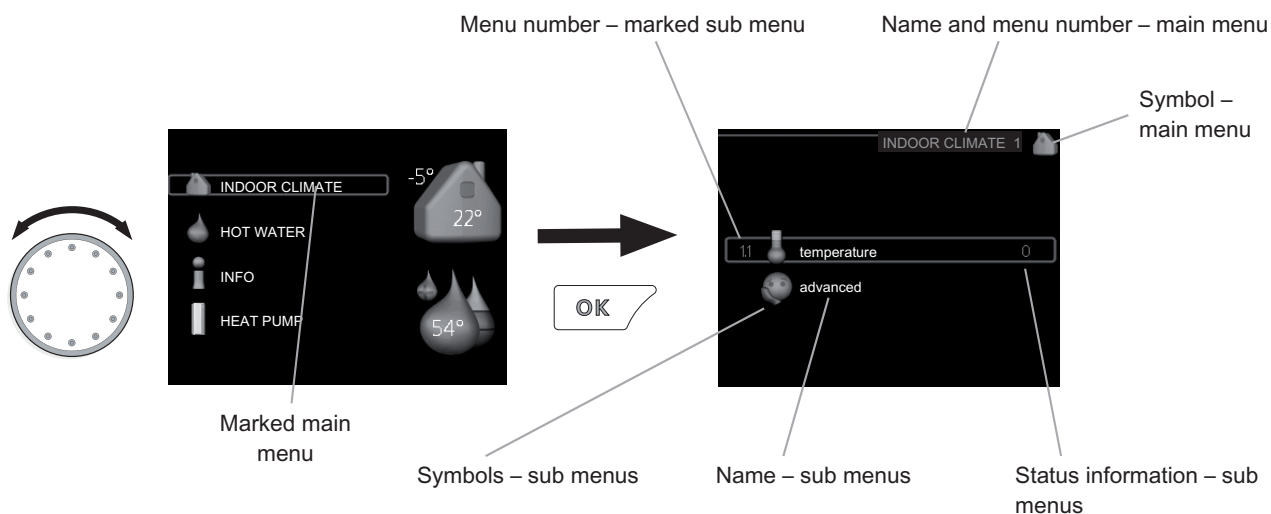 Menu number – marked sub menu
Name and menu number – main menu
Symbol –
main menu
INDOOR CLIMATE
-5°
22°
HOT WATER
INFO
HEAT PUMP
54°
OK
INDOOR CLIMATE 1
1.1 temperature 0
advanced
Marked main
menu
Symbols – sub menus
Name – sub menus
Status information – sub
menus